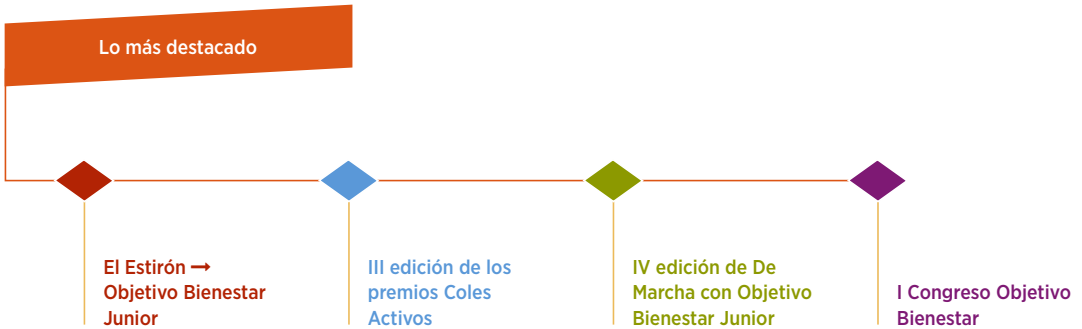 Lo más destacado
El Estirón ➞
Objetivo Bienestar
Junior
III edición de los
premios Coles
Activos
IV edición de De
Marcha con Objetivo
Bienestar Junior
I Congreso Objetivo
Bienestar